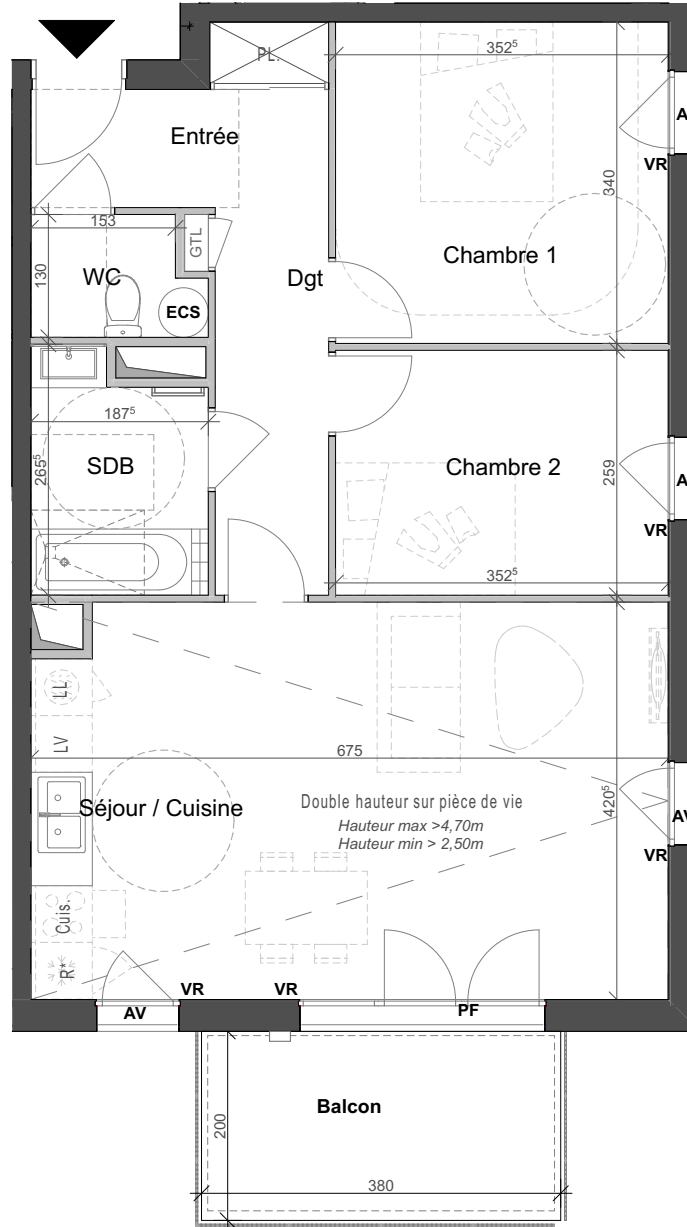 PL.
352⁵
Entrée
A
VR
340
153
GTL
Chambre 1
130
WC
Dgt
ECS
187⁵
SDB
265⁵
Chambre 2
259
A
VR
352⁵
LL
LV
675
Séjour / Cuisine
Double hauteur sur pièce de vie
Hauteur max >4,70m
Hauteur min > 2,50m
420⁵
AV
VR
Cuis.
R*
VR
VR
AV
PF
Balcon
200
380